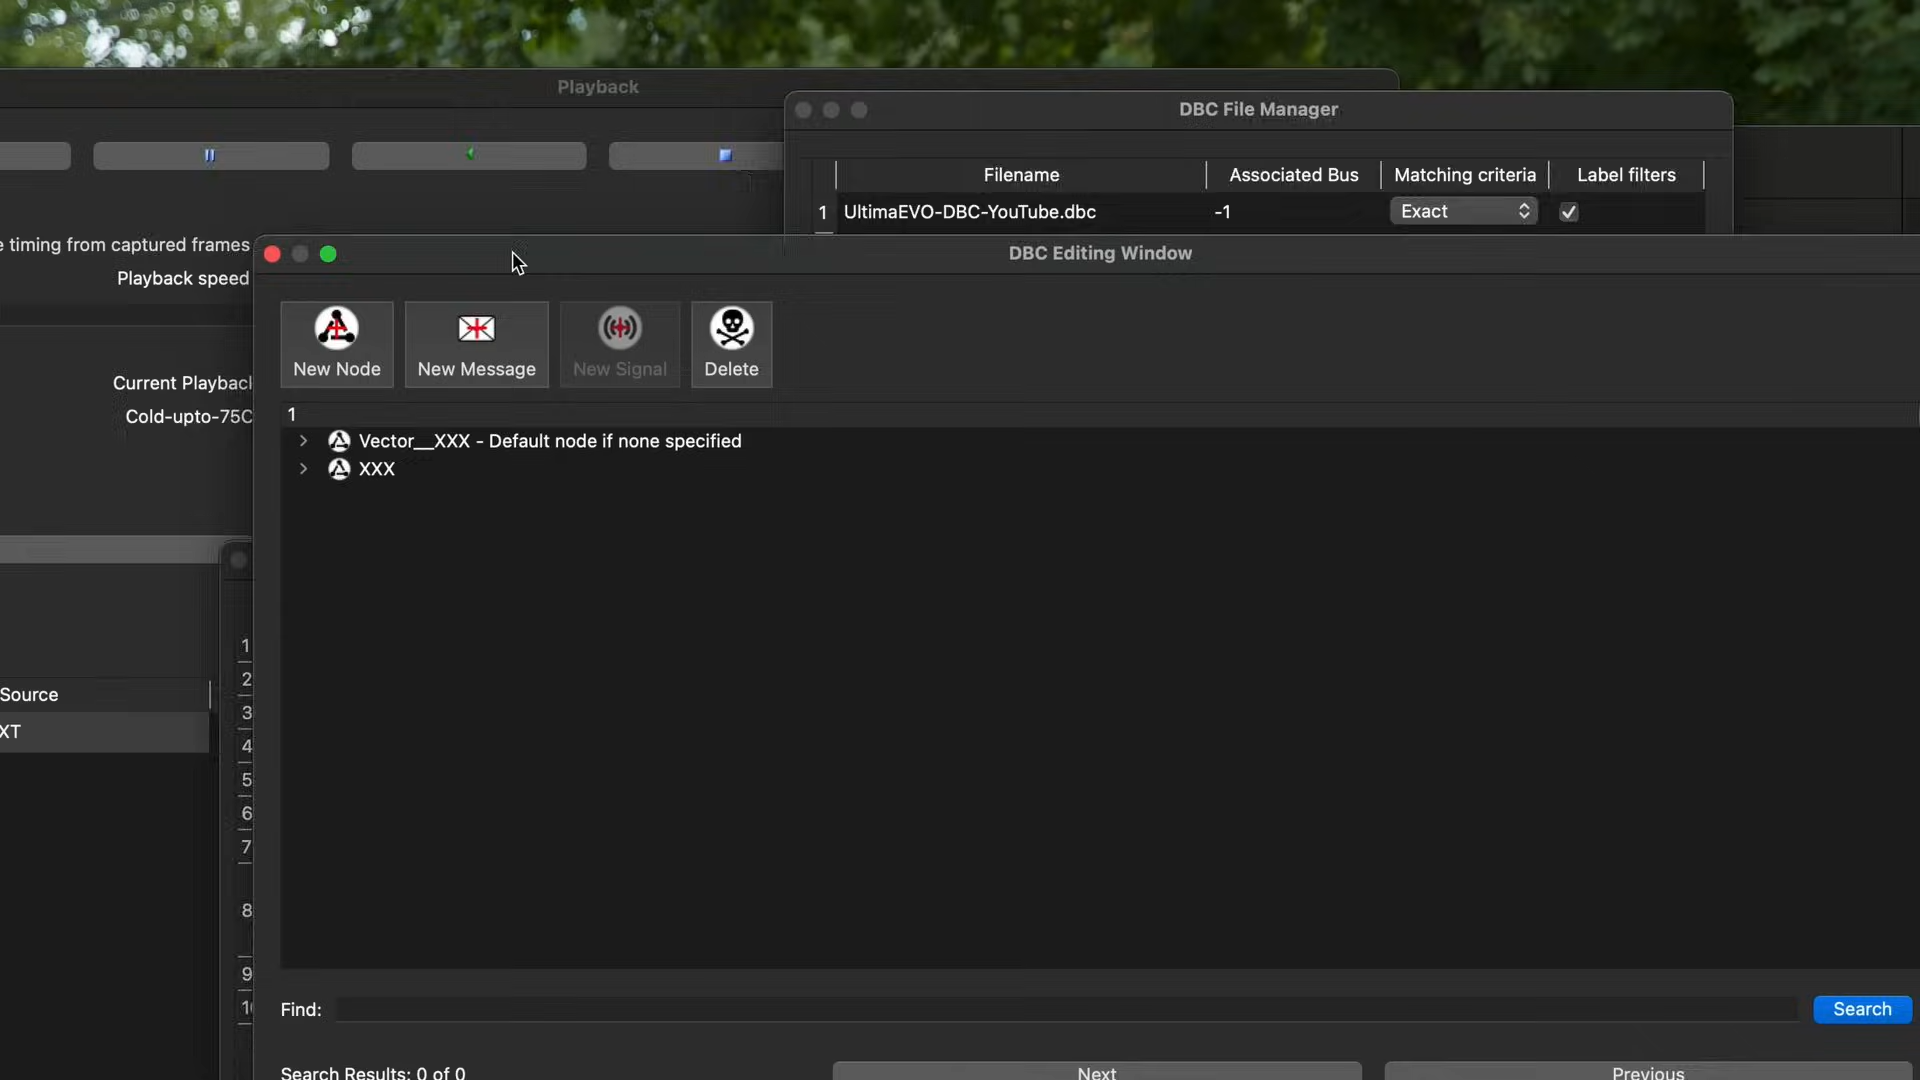 Playback
DBC File Manager
Filename Associated Bus Matching criteria Label filters
1 UltimaEVO-DBC-YouTube.dbc -1 Exact
e timing from captured frames
Playback speed
DBC Editing Window
New Node New Message New Signal Delete
Current Playback
Cold-upto-75C
1
Vector__XXX - Default node if none specified
XXX
Source
XT
1
2
3
4
5
6
7
8
9
10
Find: Search
Search Results: 0 of 0 Next Previous